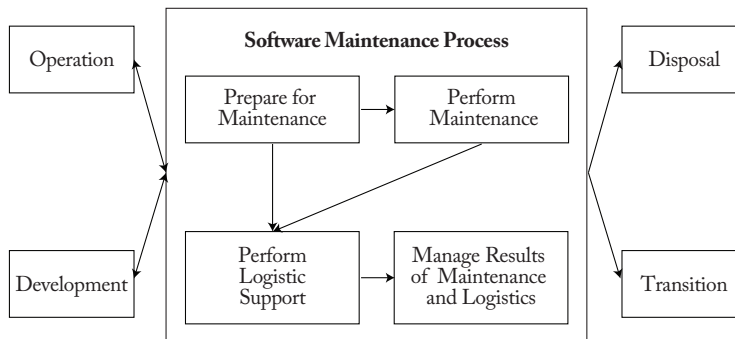 Software Maintenance Process
Operation
Disposal
Prepare for
Maintenance
Perform
Maintenance
Development
Perform
Logistic
Support
Manage Results
of Maintenance
and Logistics
Transition